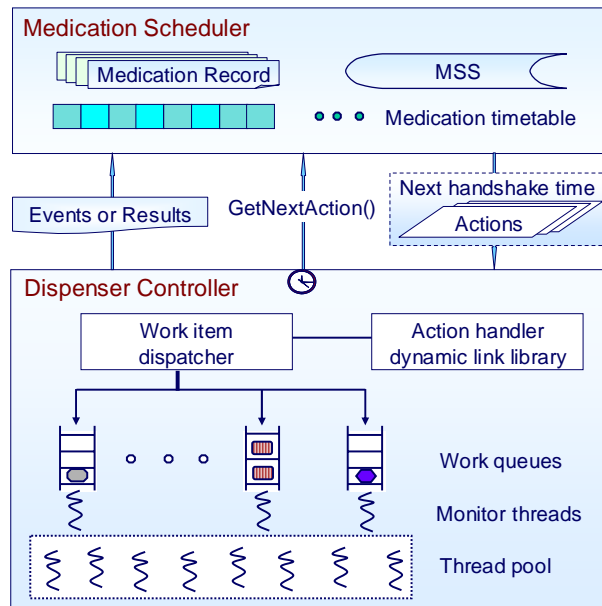 Medication Scheduler
Medication Record
MSS
Medication timetable
Events or Results
GetNextAction()
Next handshake time
Actions
Dispenser Controller
Work item
dispatcher
Action handler
dynamic link library
Work queues
Monitor threads
Thread pool